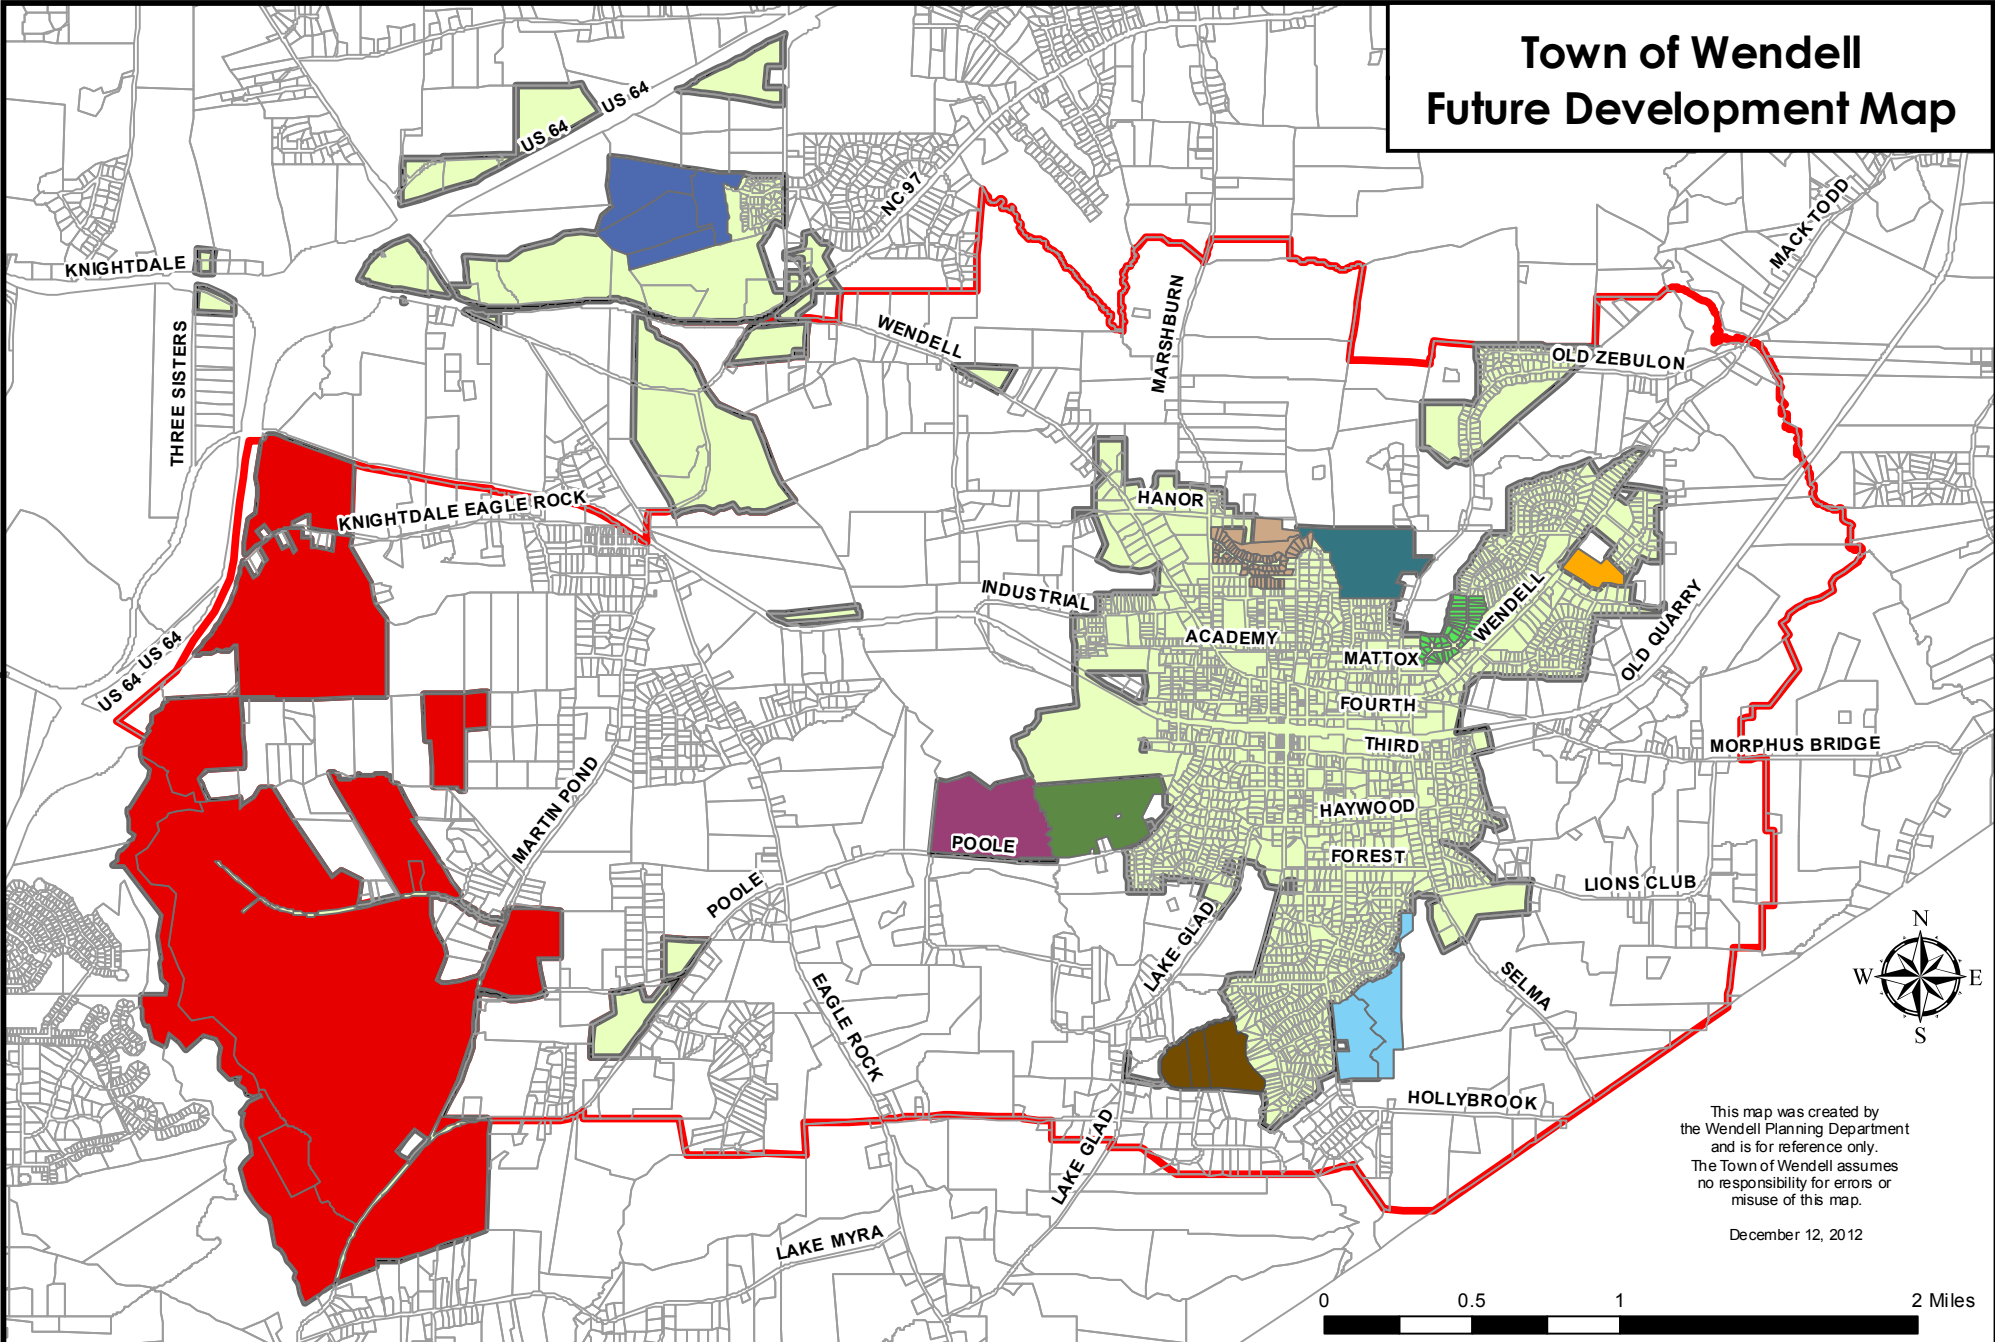 Town of Wendell
Future Development Map
US 64
US 64
NC 97
MACK TODD
KNIGHTDALE
THREE SISTERS
WENDELL
MARSHBURN
OLD ZEBULON
KNIGHTDALE EAGLE ROCK
HANOR
INDUSTRIAL
ACADEMY
MATTOX
WENDELL
OLD QUARRY
US 64
US 64
FOURTH
THIRD
MORPHUS BRIDGE
MARTIN POND
HAYWOOD
POOLE
FOREST
LIONS CLUB
POOLE
LAKE GLAD
SELMA
EAGLE ROCK
HOLLYBROOK
LAKE GLAD
LAKE MYRA
N
W
E
S
This map was created by
the Wendell Planning Department
and is for reference only.
The Town of Wendell assumes
no responsibility for errors or
misuse of this map.
December 12, 2012
0 0.5 1 2 Miles